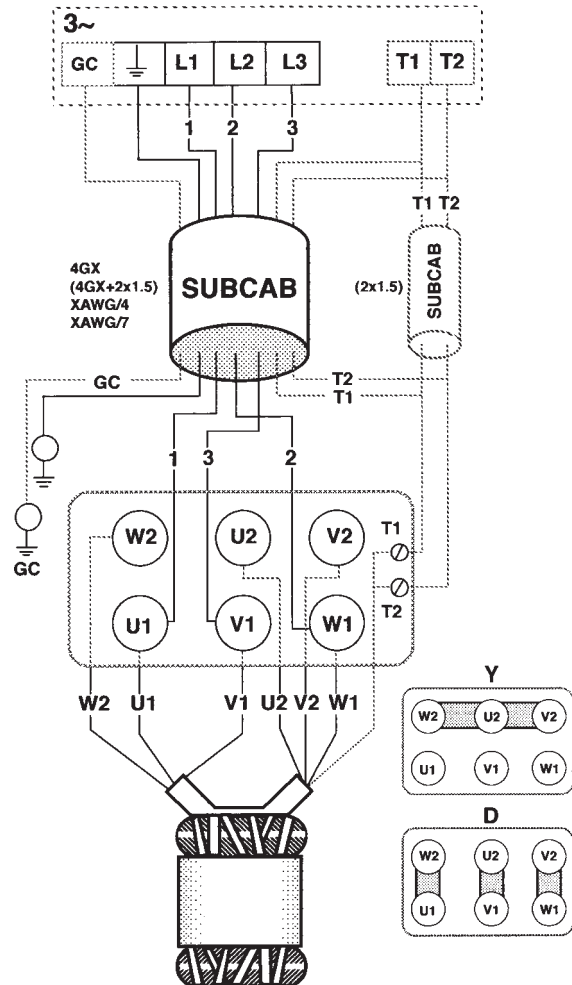 3~
GC L1 L2 L3 T1 T2
1 2 3
T1 T2
4GX
(4GX+2x1.5)
XAWG/4
XAWG/7
SUBCAB
(2x1.5)
SUBCAB
GC
T2
T1
1 3 2
GC
W2 U2 V2
T1
U1 V1 W1
T2
W2 U1 V1 U2 V2 W1
Y
W2 U2 V2
U1 V1 W1
D
W2 U2 V2
U1 V1 W1